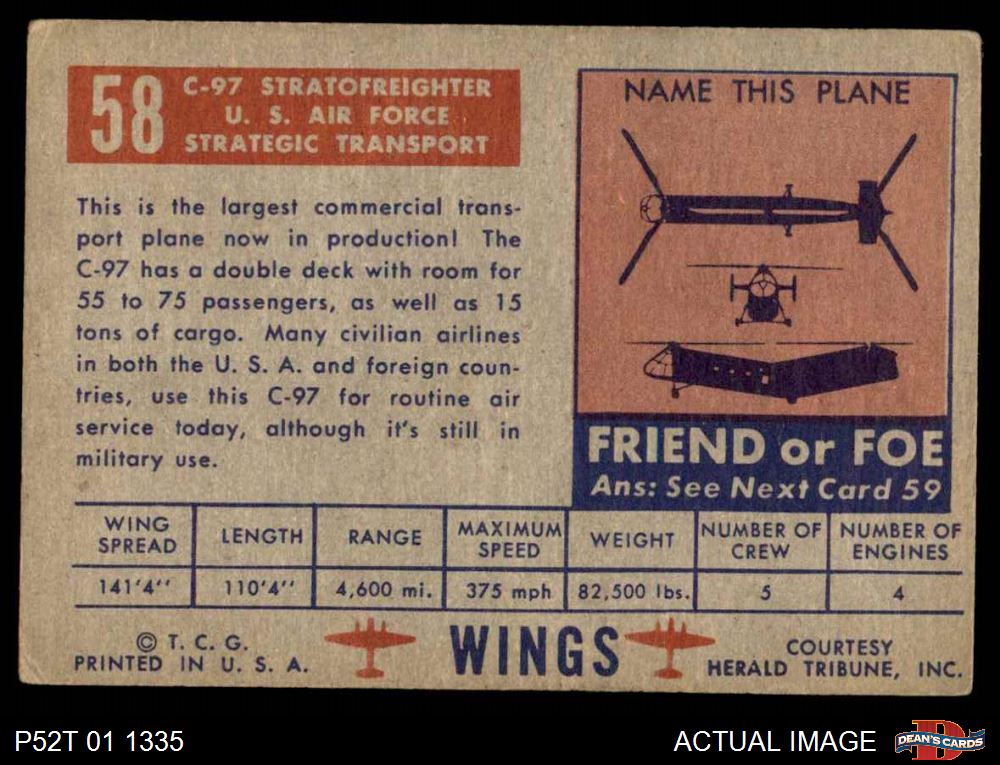 58
C-97 STRATOFREIGHTER
U. S. AIR FORCE
STRATEGIC TRANSPORT
This is the largest commercial trans-
port plane now in production! The
C-97 has a double deck with room for
55 to 75 passengers, as well as 15
tons of cargo. Many civilian airlines
in both the U. S. A. and foreign coun-
tries, use this C-97 for routine air
service today, although it's still in
military use.
NAME THIS PLANE
FRIEND or FOE
Ans: See Next Card 59
WING SPREAD
LENGTH
RANGE
MAXIMUM SPEED
WEIGHT
NUMBER OF CREW
NUMBER OF ENGINES
141'4''
110'4''
4,600 mi.
375 mph
82,500 lbs.
5
4
© T. C. G.
PRINTED IN U. S. A.
WINGS
COURTESY
HERALD TRIBUNE, INC.
P52T 01 1335
ACTUAL IMAGE
DEAN'S CARDS